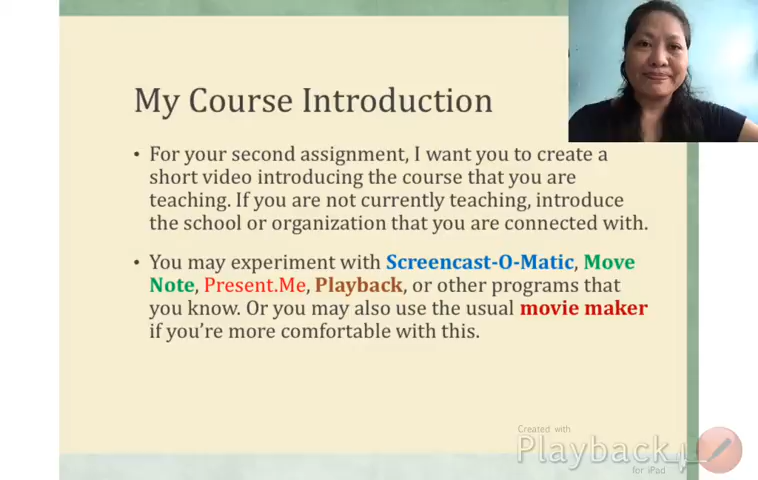 My Course Introduction
• For your second assignment, I want you to create a
short video introducing the course that you are
teaching. If you are not currently teaching, introduce
the school or organization that you are connected with.
• You may experiment with Screencast-O-Matic, Move
Note, Present.Me, Playback, or other programs that
you know. Or you may also use the usual movie maker
if you’re more comfortable with this.
Created with
Playback
for iPad